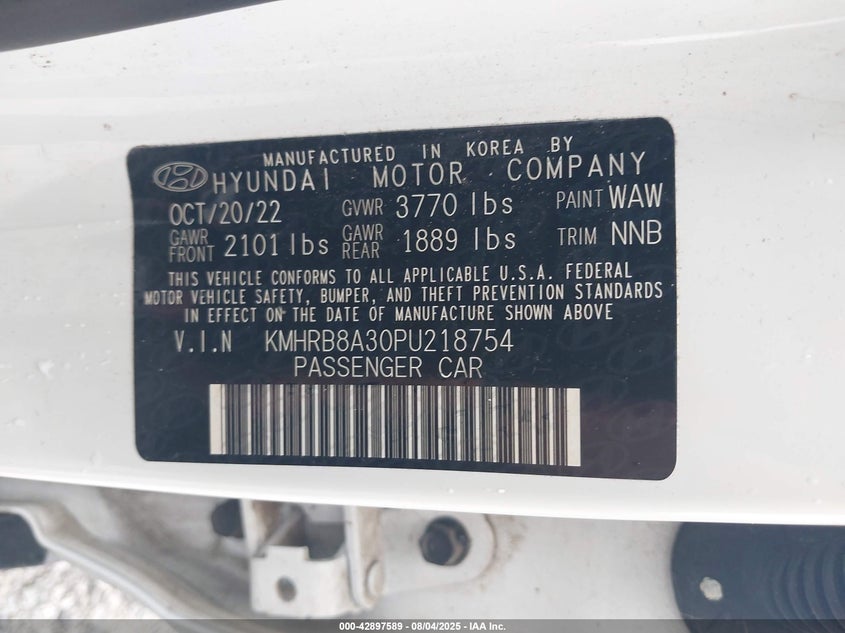 MANUFACTURED IN KOREA BY
HYUNDAI MOTOR COMPANY
OCT/20/22 GVWR 3770 lbs PAINT WAW
GAWR FRONT 2101 lbs GAWR REAR 1889 lbs TRIM NNB
THIS VEHICLE CONFORMS TO ALL APPLICABLE U.S.A. FEDERAL
MOTOR VEHICLE SAFETY, BUMPER, AND THEFT PREVENTION STANDARDS
IN EFFECT ON THE DATE OF MANUFACTURE SHOWN ABOVE
V.I.N KMHRB8A30PU218754
PASSENGER CAR
000-42897589 - 08/04/2025 - IAA Inc.